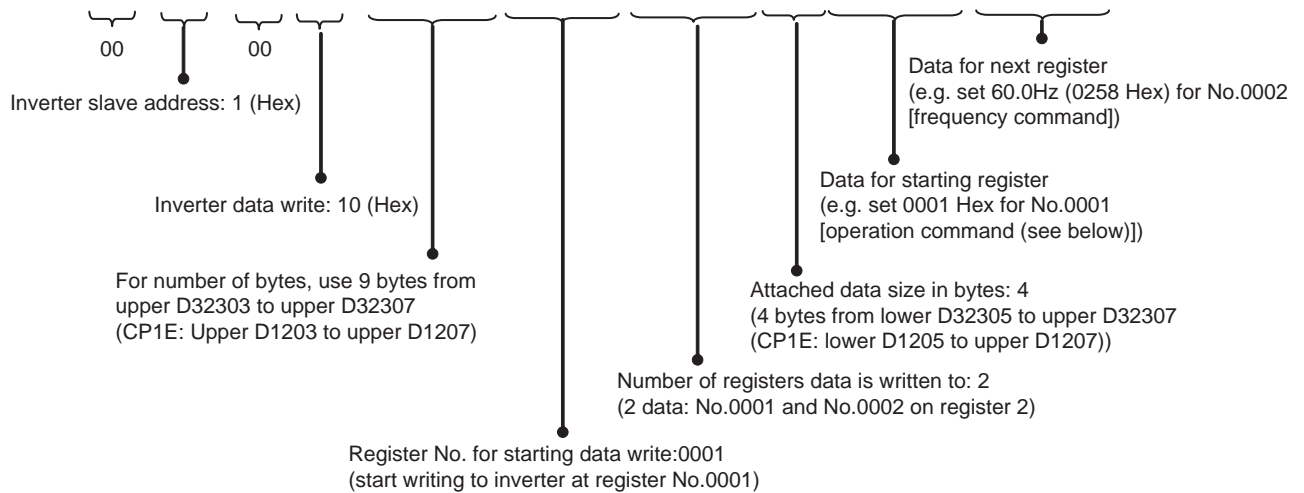 00
00
Inverter slave address: 1 (Hex)
Data for next register
(e.g. set 60.0Hz (0258 Hex) for No.0002
[frequency command])
Inverter data write: 10 (Hex)
Data for starting register
(e.g. set 0001 Hex for No.0001
[operation command (see below)])
For number of bytes, use 9 bytes from
upper D32303 to upper D32307
(CP1E: Upper D1203 to upper D1207)
Attached data size in bytes: 4
(4 bytes from lower D32305 to upper D32307
(CP1E: lower D1205 to upper D1207))
Number of registers data is written to: 2
(2 data: No.0001 and No.0002 on register 2)
Register No. for starting data write:0001
(start writing to inverter at register No.0001)